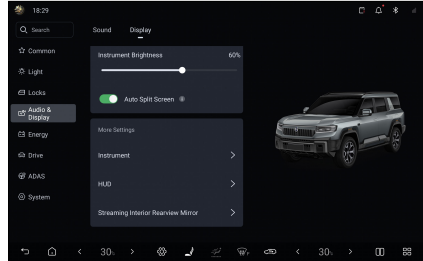 18:29
Search
Sound
Display
Common
Light
Locks
Audio &
Display
Energy
Drive
ADAS
System
Instrument Brightness
60%
Auto Split Screen
More Settings
Instrument
HUD
Streaming Interior Rearview Mirror
30
30